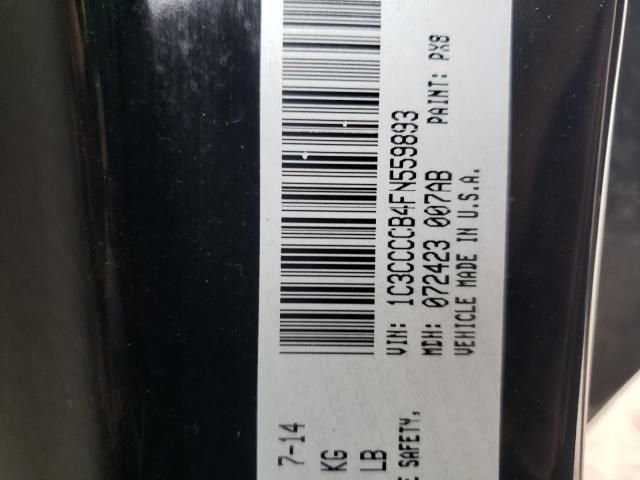 7-14
KG
LB
E SAFETY,
VIN: 1C3CCCCB4FN559893
MDH: 072423 007AB PAINT: PX8
VEHICLE MADE IN U.S.A.